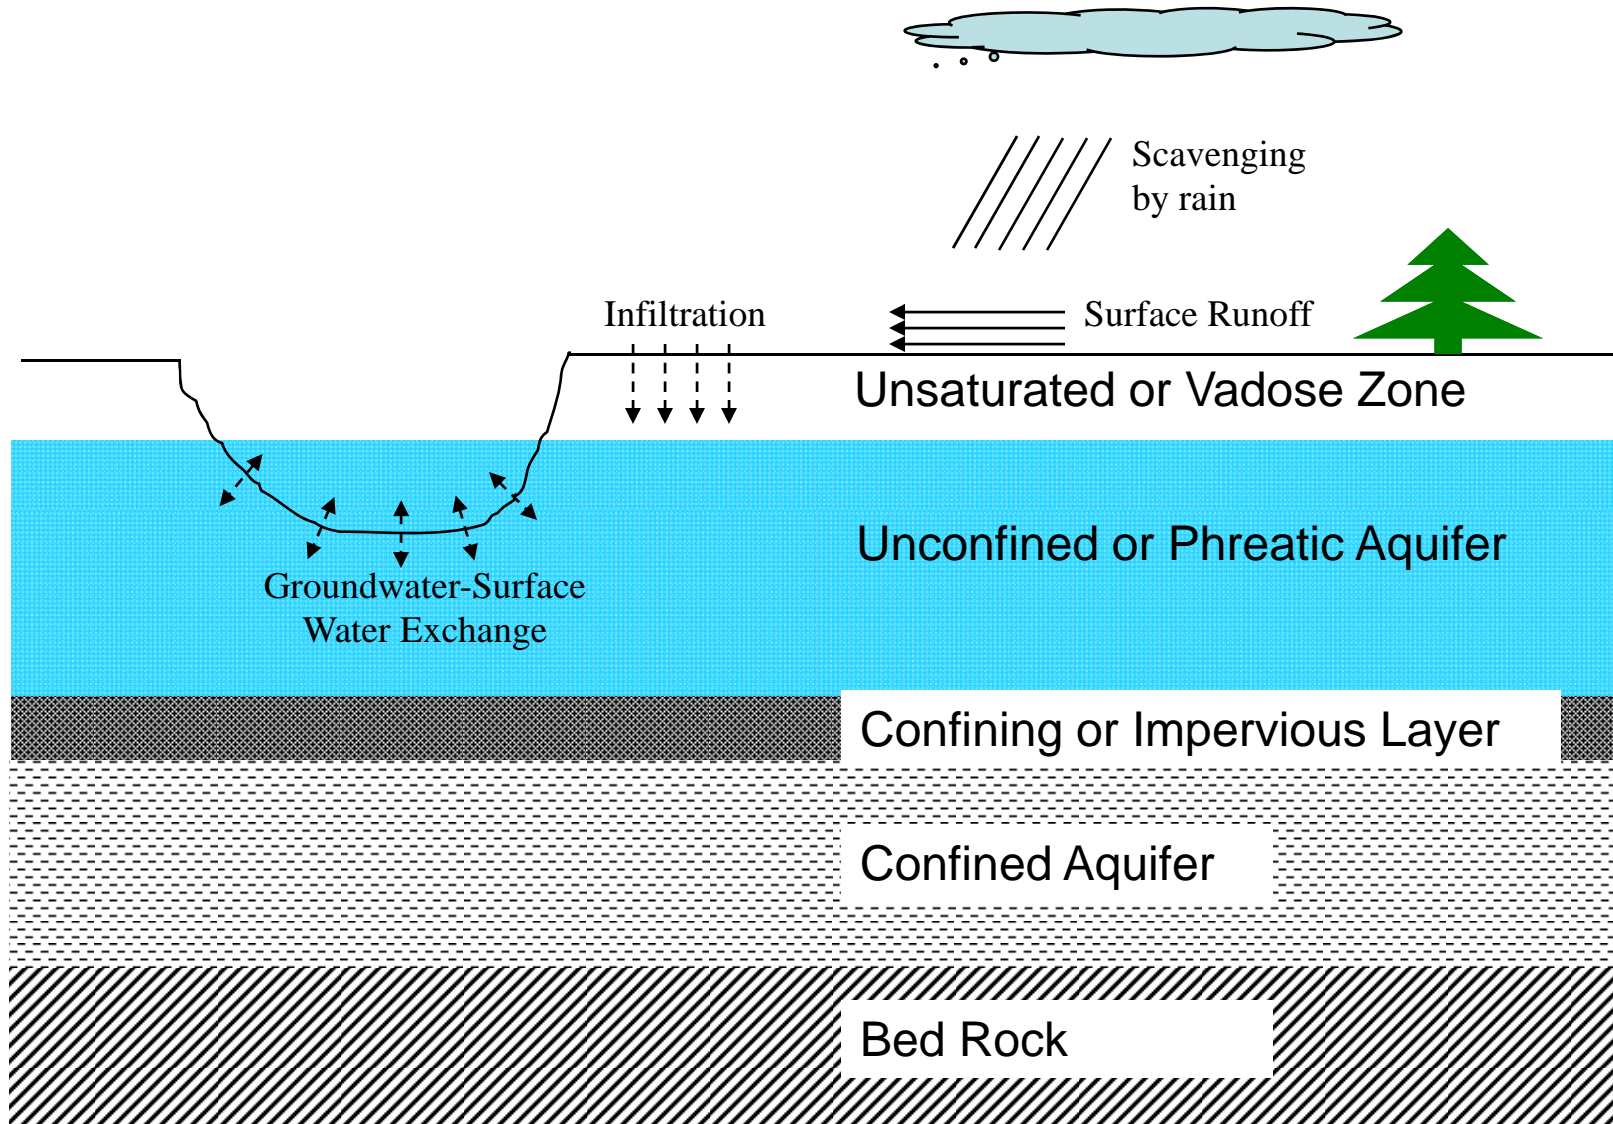 Scavenging
by rain
Infiltration
Surface Runoff
Unsaturated or Vadose Zone
Unconfined or Phreatic Aquifer
Groundwater-Surface
Water Exchange
Confining or Impervious Layer
Confined Aquifer
Bed Rock